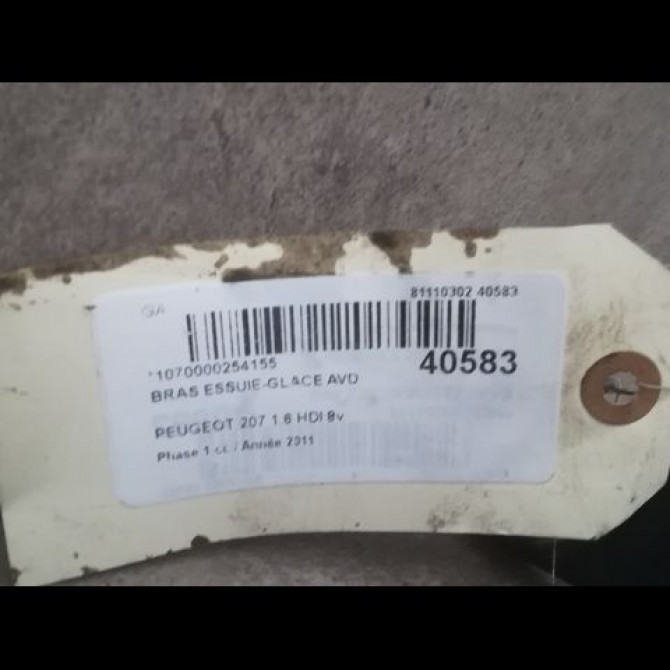 GW
81110302 40583
*1070000254155
40583
BRAS ESSUIE-GLACE AVD
PEUGEOT 207 1.6 HDI 8v
Phase 1 cc / Année 2011